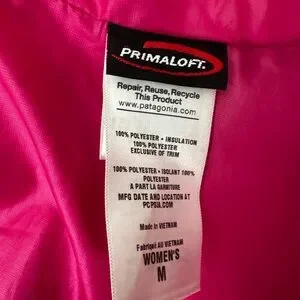 PRIMALOFT®
Repair, Reuse, Recycle
This Product
www.patagonia.com
100% POLYESTER • INSULATION
100% POLYESTER
EXCLUSIVE OF TRIM
100% POLYESTER • ISOLANT 100%
POLYESTER
A PART LA GARNITURE
MFG DATE AND LOCATION AT
PCPSIA.COM
Made in VIETNAM
Fabriqué AU VIETNAM
WOMEN'S
M